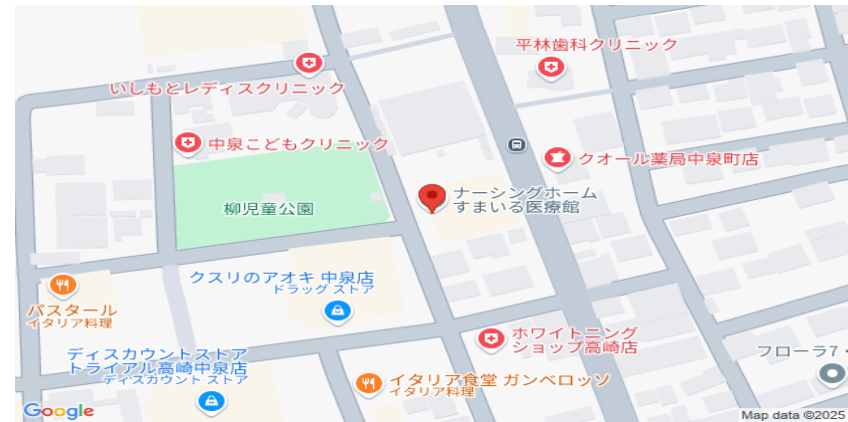 平林歯科クリニック
いしもとレディスクリニック
中泉こどもクリニック
クオール薬局中泉町店
ナーシングホーム
すまいる医療館
柳児童公園
クスリのアオキ 中泉店
ドラッグ ストア
パスタール
イタリア料理
ホワイトニング
ショップ高崎店
ディスカウントストア
トライアル高崎中泉店
ディスカウント ストア
フローラ7・
イタリア食堂 ガンベロッソ
イタリア料理
Google
Map data ©2025